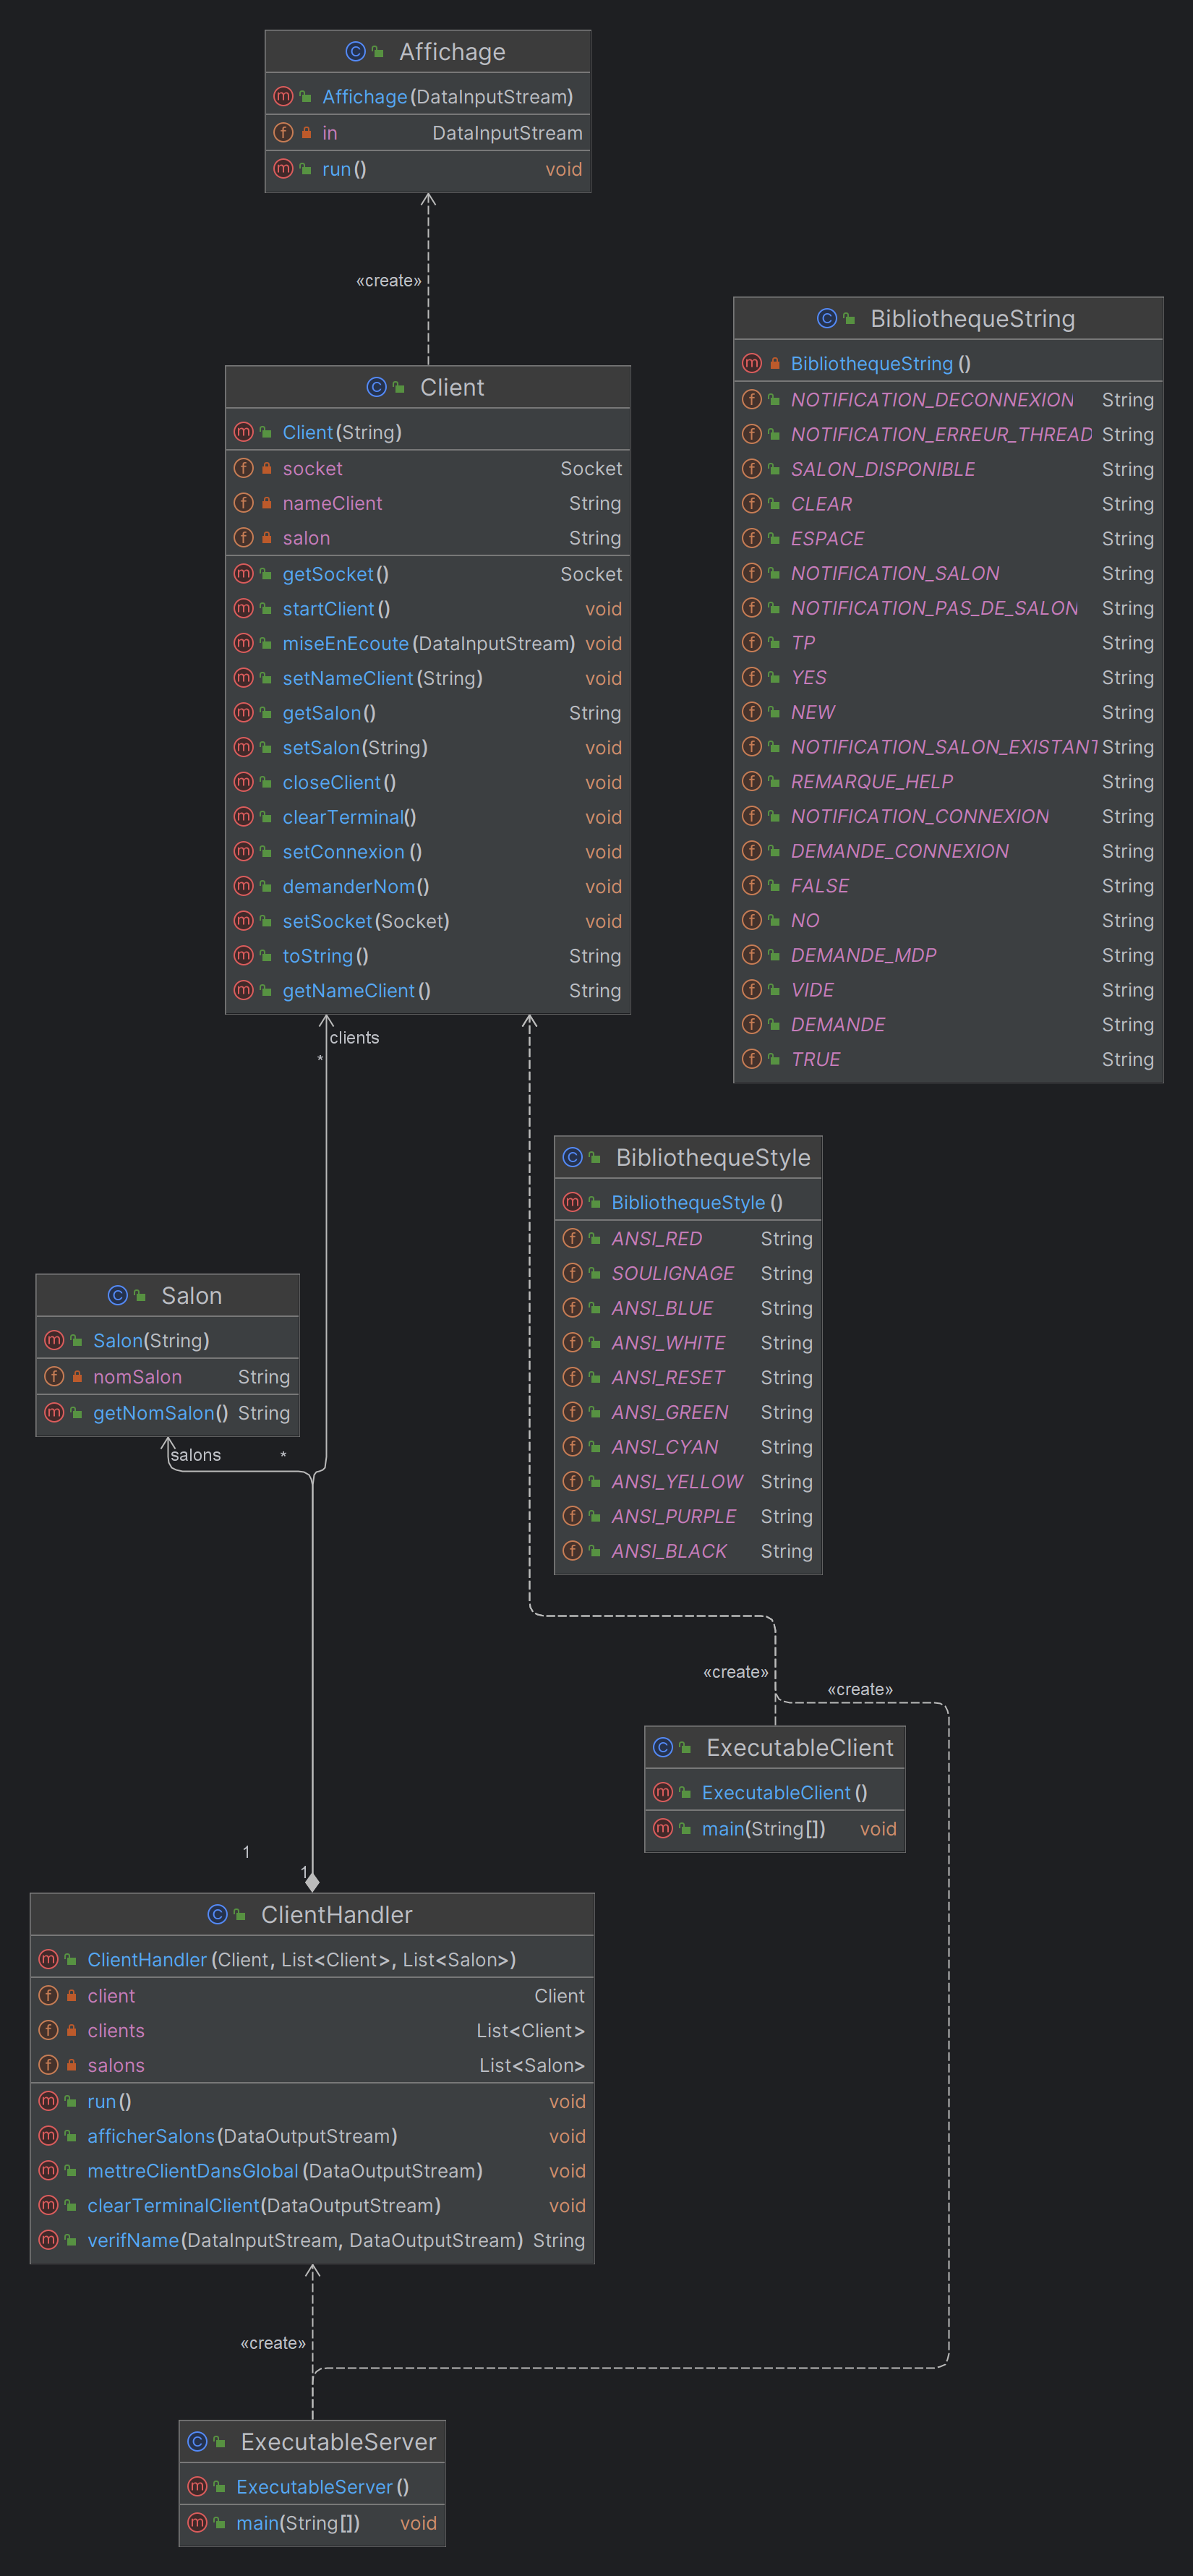 Affichage
Affichage(DataInputStream)
in DataInputStream
run() void
«create»
Client
Client(String)
socket Socket
nameClient String
salon String
getSocket() Socket
startClient() void
miseEnEcoute(DataInputStream) void
setNameClient(String) void
getSalon() String
setSalon(String) void
closeClient() void
clearTerminal() void
setConnexion() void
demanderNom() void
setSocket(Socket) void
toString() String
getNameClient() String
BibliothequeString
BibliothequeString()
NOTIFICATION_DECONNEXION String
NOTIFICATION_ERREUR_THREAD String
SALON_DISPONIBLE String
CLEAR String
ESPACE String
NOTIFICATION_SALON String
NOTIFICATION_PAS_DE_SALON String
TP String
YES String
NEW String
NOTIFICATION_SALON_EXISTANT String
REMARQUE_HELP String
NOTIFICATION_CONNEXION String
DEMANDE_CONNEXION String
FALSE String
NO String
DEMANDE_MDP String
VIDE String
DEMANDE String
TRUE String
clients
*
BibliothequeStyle
BibliothequeStyle()
ANSI_RED String
SOULIGNAGE String
ANSI_BLUE String
ANSI_WHITE String
ANSI_RESET String
ANSI_GREEN String
ANSI_CYAN String
ANSI_YELLOW String
ANSI_PURPLE String
ANSI_BLACK String
Salon
Salon(String)
nomSalon String
getNomSalon() String
salons *
«create»
«create»
ExecutableClient
ExecutableClient()
main(String[]) void
1
1
ClientHandler
ClientHandler(Client, List<Client>, List<Salon>)
client Client
clients List<Client>
salons List<Salon>
run() void
afficherSalons(DataOutputStream) void
mettreClientDansGlobal(DataOutputStream) void
clearTerminalClient(DataOutputStream) void
verifName(DataInputStream, DataOutputStream) String
«create»
ExecutableServer
ExecutableServer()
main(String[]) void